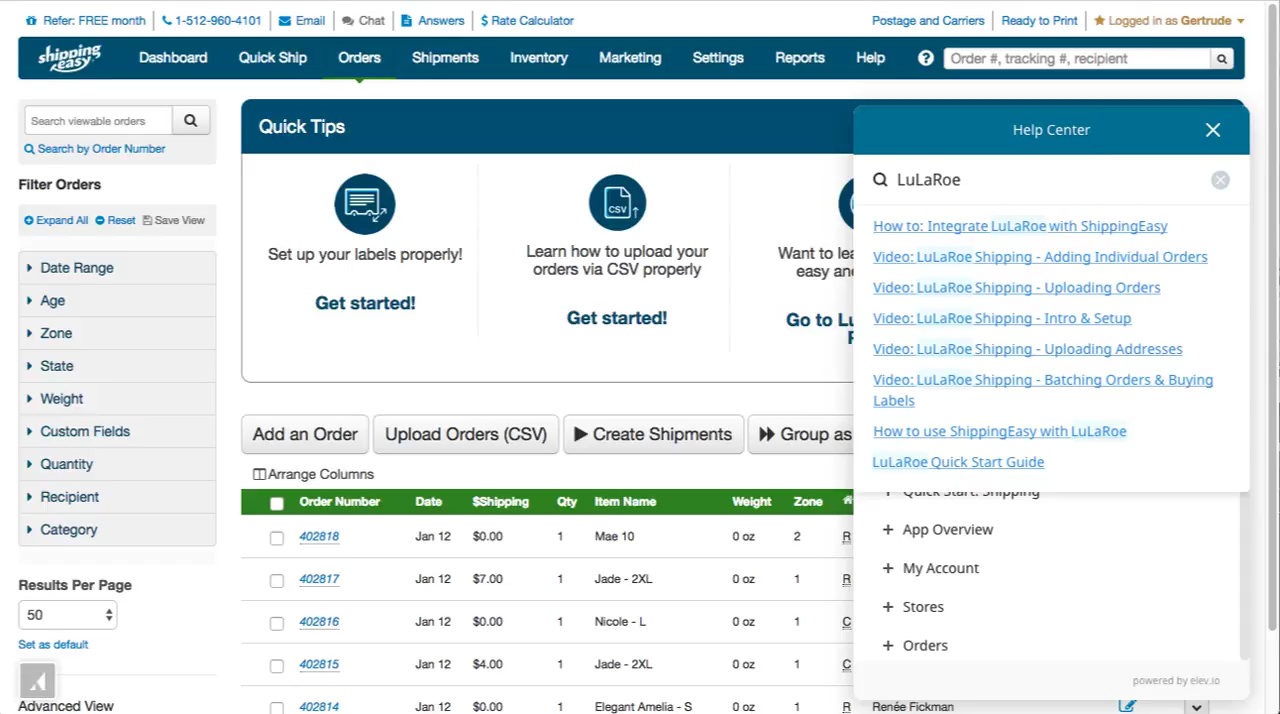 Refer: FREE month
1-512-960-4101
Email
Chat
Answers
$ Rate Calculator
Postage and Carriers
Ready to Print
Logged in as Gertrude
shipping easy
Dashboard
Quick Ship
Orders
Shipments
Inventory
Marketing
Settings
Reports
Help
?
Order #, tracking #, recipient
Search viewable orders
Search by Order Number
Filter Orders
Expand All
Reset
Save View
Date Range
Age
Zone
State
Weight
Custom Fields
Quantity
Recipient
Category
Results Per Page
50
Set as default
Advanced View
Quick Tips
Set up your labels properly!
Get started!
CSV
Learn how to upload your
orders via CSV properly
Get started!
Want to lea
easy an
Go to Lu
Add an Order
Upload Orders (CSV)
Create Shipments
Group as
Arrange Columns
Order Number Date $Shipping Qty Item Name Weight Zone
402818 Jan 12 $0.00 1 Mae 10 0 oz 2 R
402817 Jan 12 $7.00 1 Jade - 2XL 0 oz 1 R
402816 Jan 12 $0.00 1 Nicole - L 0 oz 1 C
402815 Jan 12 $4.00 1 Jade - 2XL 0 oz 1 C
402814 Jan 12 $0.00 1 Elegant Amelia - S 0 oz 1 R Renée Fickman
Help Center
LuLaRoe
How to: Integrate LuLaRoe with ShippingEasy
Video: LuLaRoe Shipping - Adding Individual Orders
Video: LuLaRoe Shipping - Uploading Orders
Video: LuLaRoe Shipping - Intro & Setup
Video: LuLaRoe Shipping - Uploading Addresses
Video: LuLaRoe Shipping - Batching Orders & Buying
Labels
How to use ShippingEasy with LuLaRoe
LuLaRoe Quick Start Guide
Quick Start: Shipping
+ App Overview
+ My Account
+ Stores
+ Orders
powered by elev.io